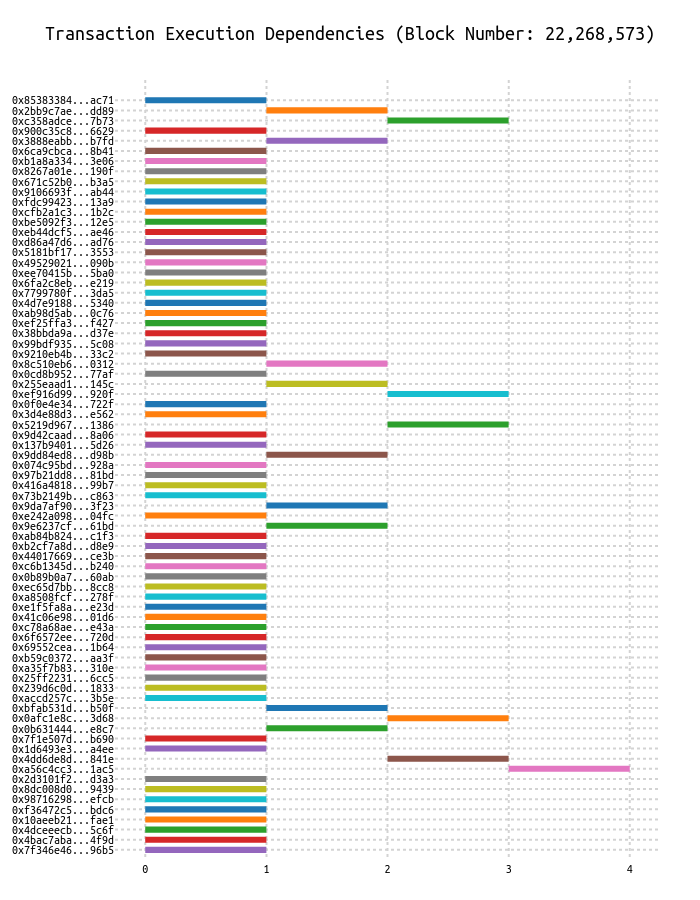 Transaction Execution Dependencies (Block Number: 22,268,573)
0x85383384...ac71
0x2bb9c7ae...dd89
0xc358adce...7b73
0x900c35c8...6629
0x3888eabb...b7fd
0x6ca9cbca...8b41
0xb1a8a334...3e06
0x8267a01e...190f
0x671c52b0...b3a5
0x9106693f...ab44
0xfdc99423...13a9
0xcfb2a1c3...1b2c
0xbe5092f3...12e5
0xeb44dcf5...ae46
0xd86a47d6...ad76
0x5181bf17...3553
0x49529021...090b
0xee70415b...5ba0
0x6fa2c8eb...e219
0x7799780f...3da5
0x4d7e9188...5340
0xab98d5ab...0c76
0xef25ffa3...f427
0x38bbda9a...d37e
0x99bdf935...5c08
0x9210eb4b...33c2
0x8c510eb6...0312
0x0cd8b952...77af
0x255eaad1...145c
0xef916d99...920f
0x0f0e4e34...722f
0x3d4e88d3...e562
0x5219d967...1386
0x9d42caad...8a06
0x137b9401...5d26
0x9dd84ed8...d98b
0x074c95bd...928a
0x97b21dd8...81bd
0x416a4818...99b7
0x73b2149b...c863
0x9da7af90...3f23
0xe242a098...04fc
0x9e6237cf...61bd
0xab84b824...c1f3
0xb2cf7a8d...d8e9
0x44017669...ce3b
0xc6b1345d...b240
0x0b89b0a7...60ab
0xec65d7bb...8cc8
0xa8508fcf...278f
0xe1f5fa8a...e23d
0x41c06e98...01d6
0xc78a68ae...e43a
0x6f6572ee...720d
0x69552cea...1b64
0xb59c0372...aa3f
0xa35f7b83...310e
0x25ff2231...6cc5
0x239d6c0d...1833
0xaccd257c...3b5e
0xbfab531d...b50f
0x0afc1e8c...3d68
0x0b631444...e8c7
0x7f1e507d...b690
0x1d6493e3...a4ee
0x4dd6de8d...841e
0xa56c4cc3...1ac5
0x2d3101f2...d3a3
0x8dc008d0...9439
0x98716298...efcb
0xf36472c5...bdc6
0x10aeeb21...fae1
0x4dceeecb...5c6f
0x4bac7aba...4f9d
0x7f346e46...96b5
0 1 2 3 4